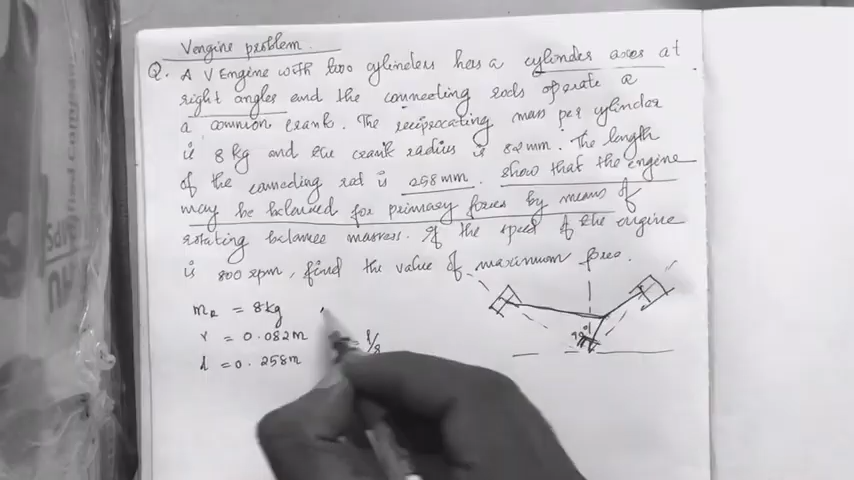 V engine problem.
Q. A V Engine with two cylinders has a cylinder axes at
right angles and the connecting rods operate a
a common crank. The reciprocating mass per cylinder
is 8 kg and the crank radius is 82 mm. The length
of the connecting rod is 258 mm. show that the engine
may be balanced for primary forces by means of
rotating balance masses. If the speed of the engine
is 800 rpm, find the value of maximum
mR = 8kg
r = 0.082m = l/r
l = 0.258m
90°